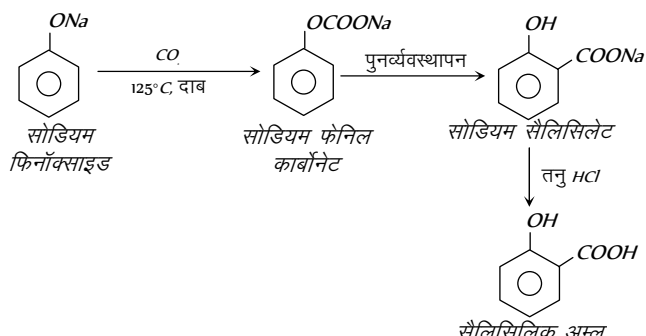 ONa
CO
125°C, दाब
OCOONa
पुनर्व्यवस्थापन
OH
COONa
सोडियम
फिनॉक्साइड
सोडियम फेनिल
कार्बोनेट
सोडियम सैलिसिलेट
तनु HCl
OH
COOH
सैलिसिलिक अम्ल